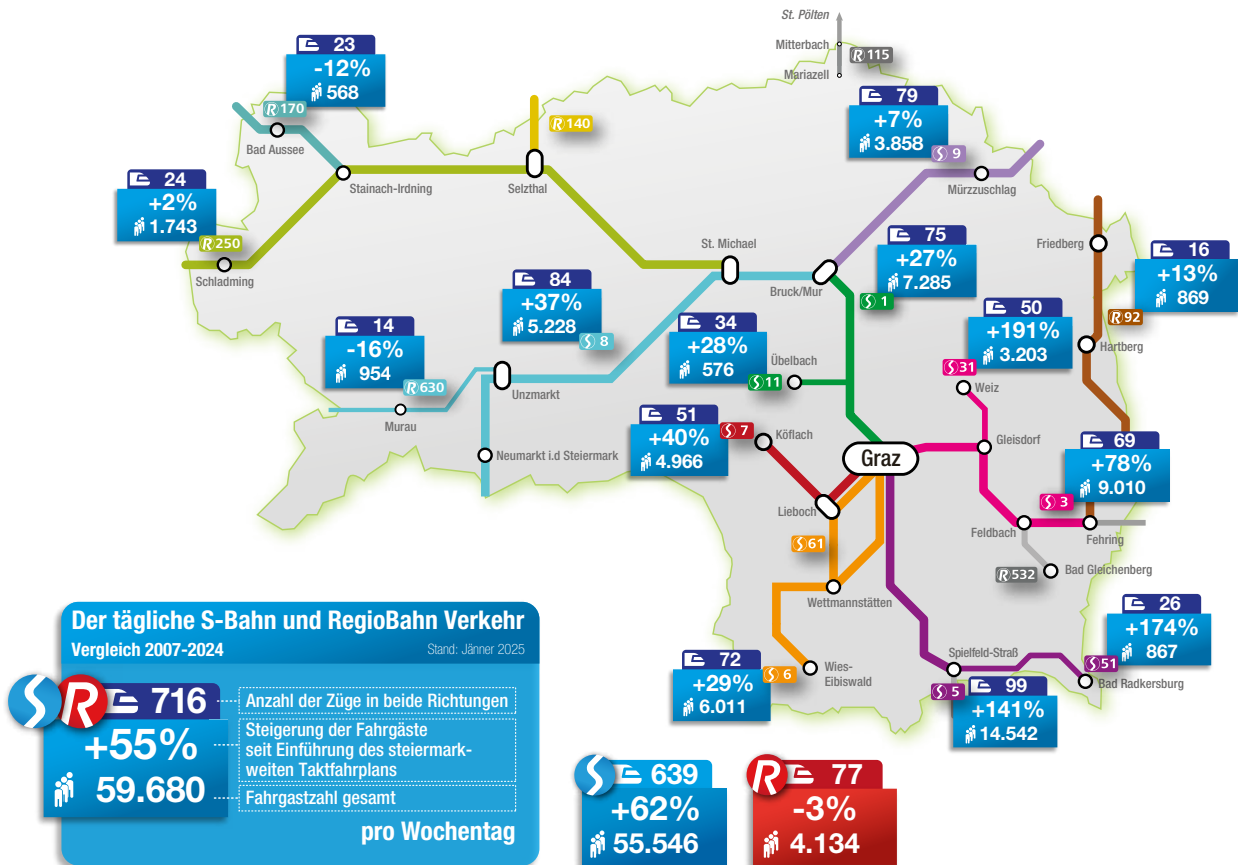 St. Pölten
Mitterbach
R 115
Mariazell
23
-12%
568
R 170
Bad Aussee
R 140
79
+7%
3.858
S 9
Mürzzuschlag
Stainach-Irdning
Selzthal
24
+2%
1.743
R 250
Schladming
St. Michael
Bruck/Mur
75
+27%
7.285
S 1
Friedberg
16
+13%
869
R 92
Hartberg
84
+37%
5.228
S 8
14
-16%
954
R 630
Murau
Unzmarkt
Neumarkt i.d Steiermark
34
+28%
576
Übelbach
S 11
50
+191%
3.203
S 31
Weiz
51
+40%
4.966
S 7
Köflach
Graz
Gleisdorf
69
+78%
9.010
S 3
Lieboch
Feldbach
Fehring
S 61
R 532
Bad Gleichenberg
Wettmannstätten
26
+174%
867
S 51
Bad Radkersburg
72
+29%
6.011
S 6
Wies-
Eibiswald
Spielfeld-Straß
S 5
99
+141%
14.542
Der tägliche S-Bahn und RegioBahn Verkehr
Vergleich 2007-2024
Stand: Jänner 2025
S R 716
Anzahl der Züge in beide Richtungen
+55%
Steigerung der Fahrgäste
seit Einführung des steiermark-
weiten Taktfahrplans
59.680
Fahrgastzahl gesamt
pro Wochentag
S 639
+62%
55.546
R 77
-3%
4.134